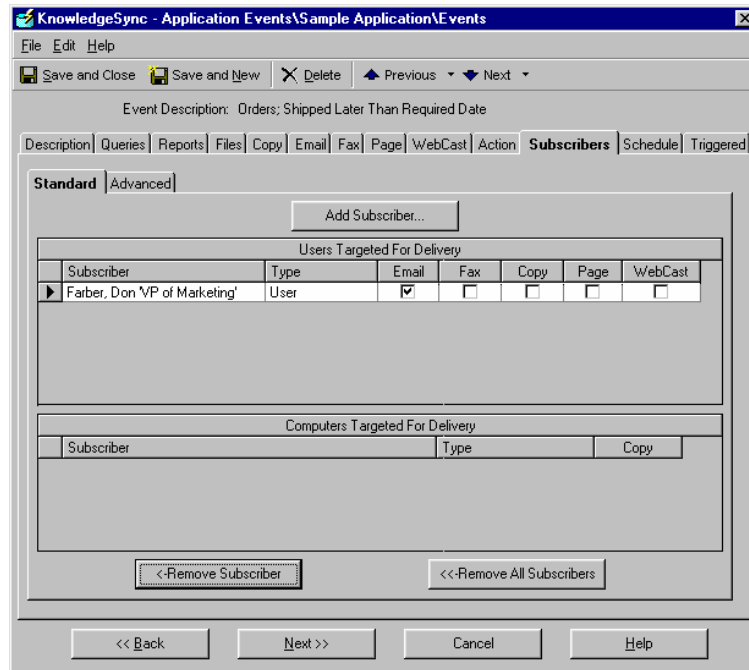 KnowledgeSync - Application Events\Sample Application\Events
File Edit Help
Save and Close Save and New Delete Previous Next
Event Description: Orders; Shipped Later Than Required Date
Description Queries Reports Files Copy Email Fax Page WebCast Action Subscribers Schedule Triggered
Standard Advanced
Add Subscriber...
Users Targeted For Delivery
Subscriber Type Email Fax Copy Page WebCast
Farber, Don 'VP of Marketing' User
Computers Targeted For Delivery
Subscriber Type Copy
<-Remove Subscriber <<-Remove All Subscribers
<< Back Next >> Cancel Help